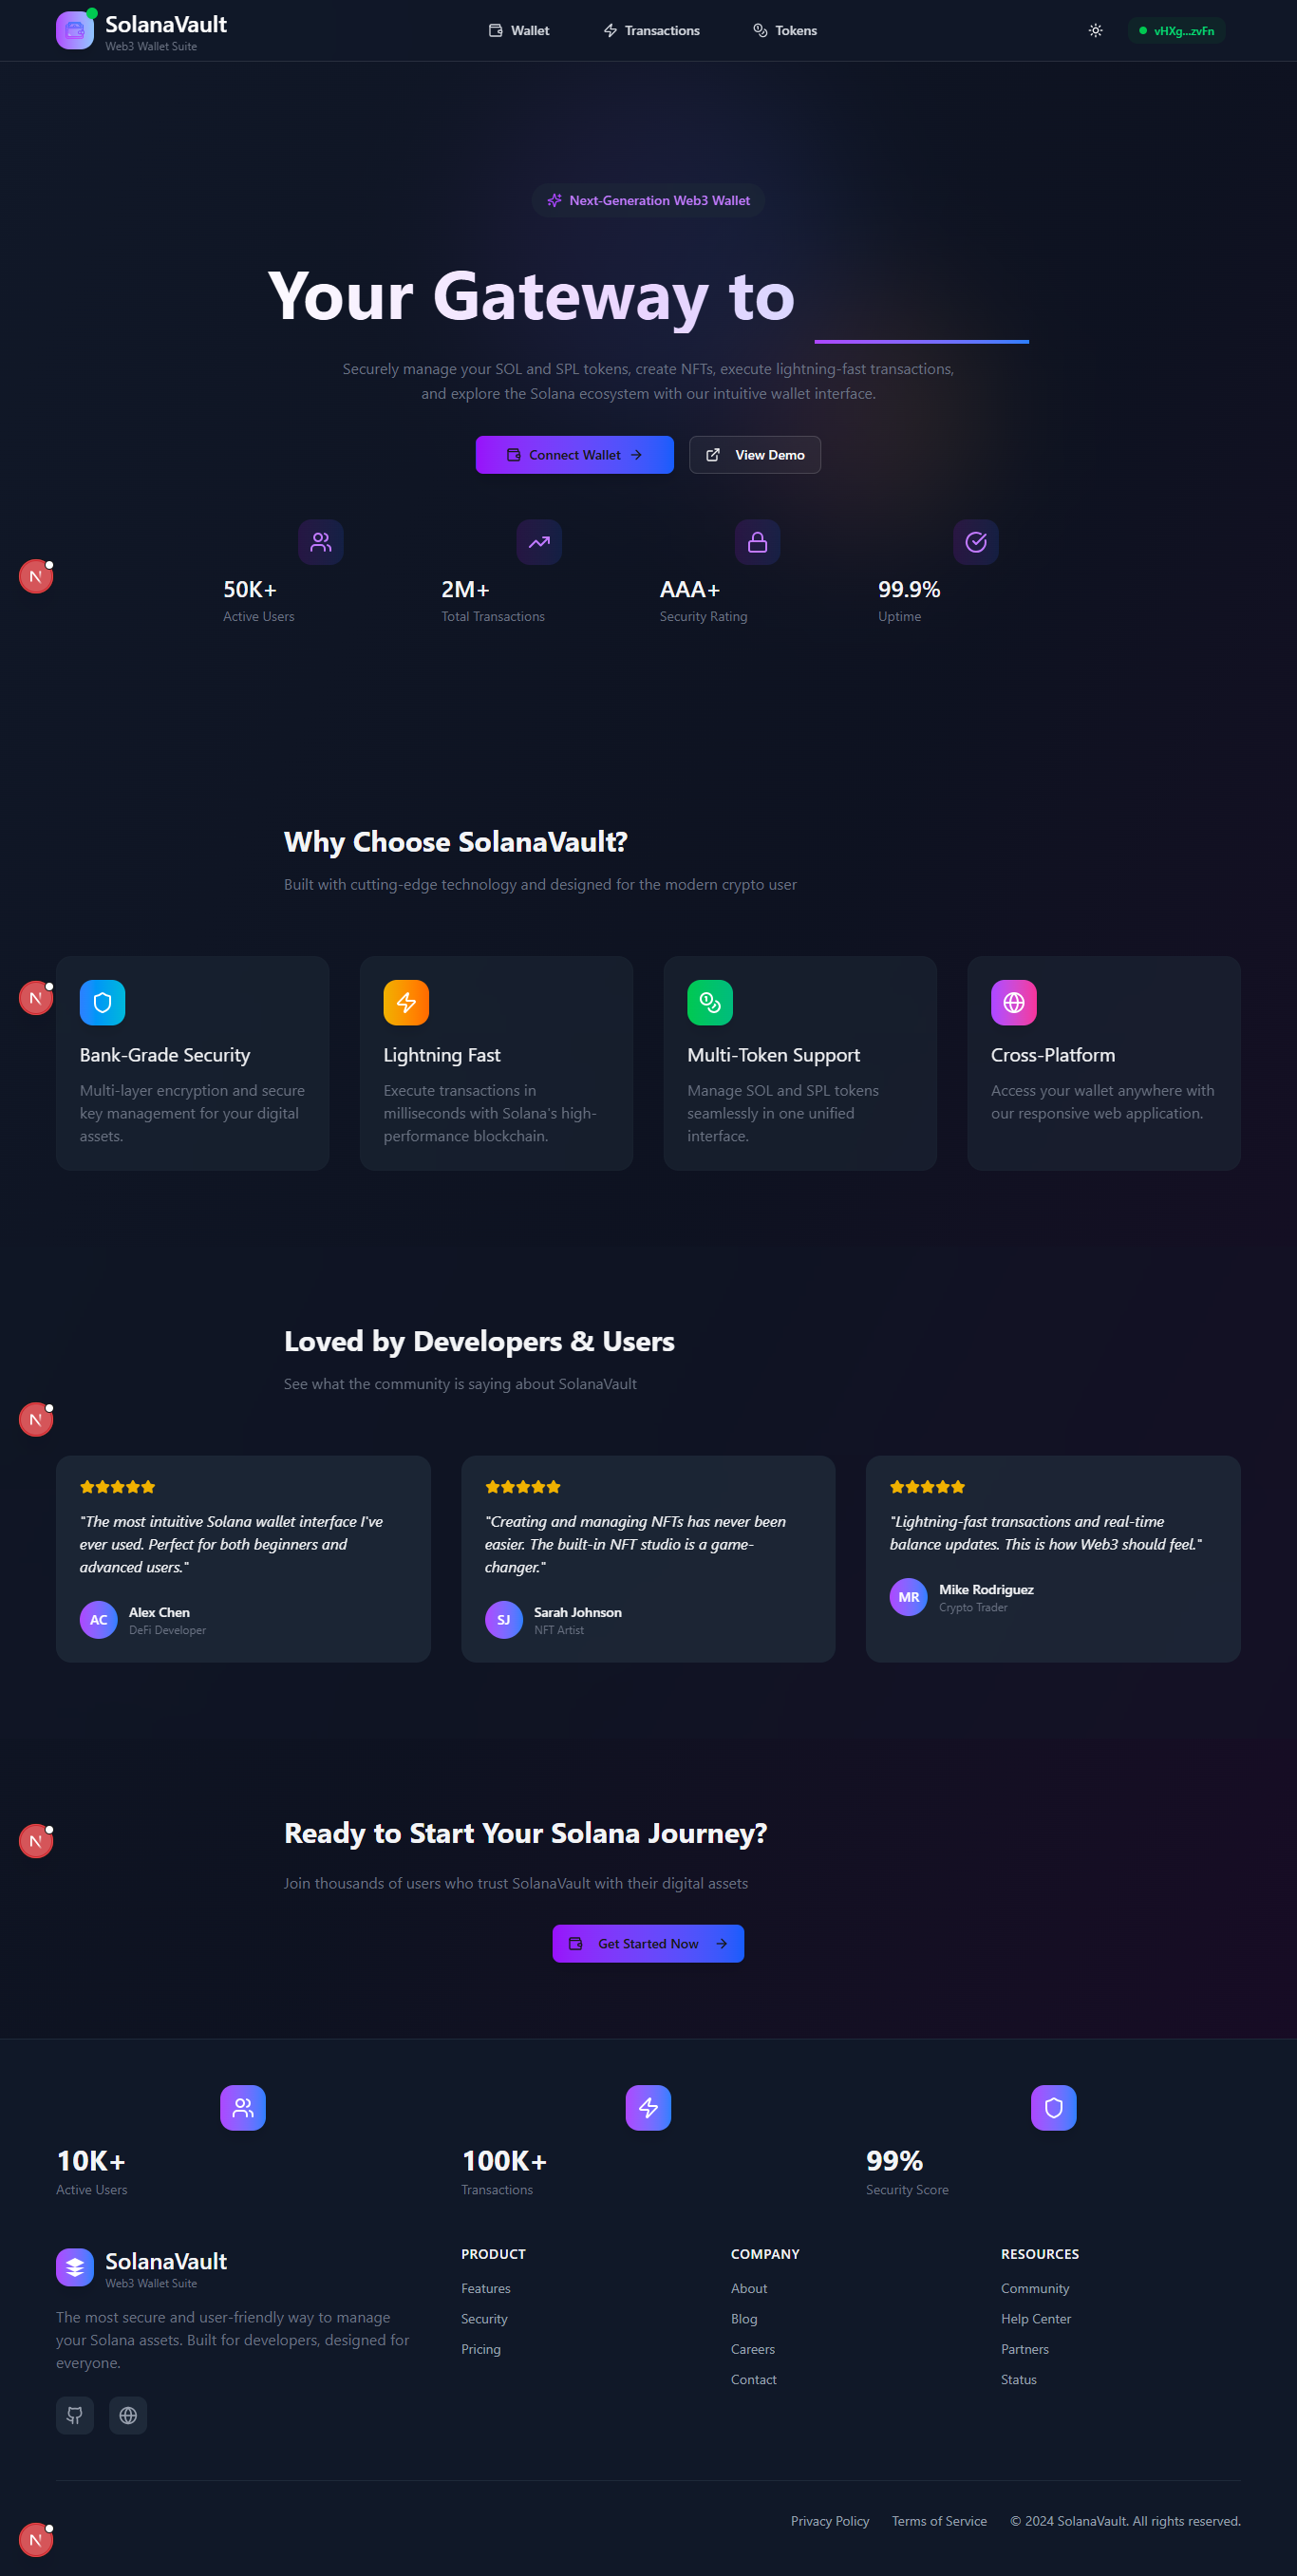 SolanaVault
Web3 Wallet Suite
Wallet
Transactions
Tokens
vHXg...zvFn
Next-Generation Web3 Wallet
Your Gateway to
Securely manage your SOL and SPL tokens, create NFTs, execute lightning-fast transactions,
and explore the Solana ecosystem with our intuitive wallet interface.
Connect Wallet
View Demo
50K+
Active Users
2M+
Total Transactions
AAA+
Security Rating
99.9%
Uptime
N
Why Choose SolanaVault?
Built with cutting-edge technology and designed for the modern crypto user
N
Bank-Grade Security
Multi-layer encryption and secure
key management for your digital
assets.
Lightning Fast
Execute transactions in
milliseconds with Solana's high-
performance blockchain.
Multi-Token Support
Manage SOL and SPL tokens
seamlessly in one unified
interface.
Cross-Platform
Access your wallet anywhere with
our responsive web application.
Loved by Developers & Users
See what the community is saying about SolanaVault
N
"The most intuitive Solana wallet interface I've
ever used. Perfect for both beginners and
advanced users."
AC
Alex Chen
DeFi Developer
"Creating and managing NFTs has never been
easier. The built-in NFT studio is a game-
changer."
SJ
Sarah Johnson
NFT Artist
"Lightning-fast transactions and real-time
balance updates. This is how Web3 should feel."
MR
Mike Rodriguez
Crypto Trader
N
Ready to Start Your Solana Journey?
Join thousands of users who trust SolanaVault with their digital assets
Get Started Now
10K+
Active Users
100K+
Transactions
99%
Security Score
SolanaVault
Web3 Wallet Suite
The most secure and user-friendly way to manage
your Solana assets. Built for developers, designed for
everyone.
PRODUCT
Features
Security
Pricing
COMPANY
About
Blog
Careers
Contact
RESOURCES
Community
Help Center
Partners
Status
N
Privacy Policy
Terms of Service
© 2024 SolanaVault. All rights reserved.